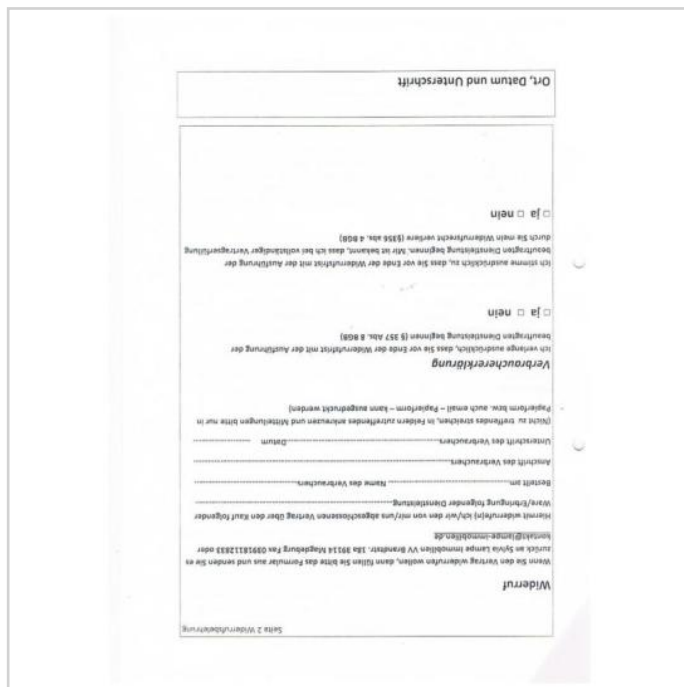 Seite 2 Widerrufsbelehrung
Widerruf
Wenn Sie den Vertrag widerrufen wollen, dann füllen Sie bitte das Formular aus und senden Sie es
zurück an Sylvia Lampe Immobilien VV Brandtstr. 18a 39114 Magdeburg Fax 03918112633 oder
kontakt@lampe-immobilien.de
Hiermit widerrufe(n) ich/wir den von mir/uns abgeschlossenen Vertrag über den Kauf folgender
Ware/Erbringung folgender Dienstleistung
Bestellt am Name des Verbrauchers
Anschrift des Verbrauchers
Unterschrift des Verbrauchers Datum
(Nicht zu treffendes streichen, in Feldern zutreffendes ankreuzen und Mitteilungen bitte nur in
Papierform bzw. auch email – Papierform – kann ausgedruckt werden)
Verbrauchererklärung
Ich verlange ausdrücklich, dass Sie vor Ende der Widerrufsfrist mit der Ausführung der
beauftragten Dienstleistung beginnen (§ 357 Abs. 8 BGB)
□ ja □ nein
Ich stimme ausdrücklich zu, dass Sie vor Ende der Widerrufsfrist mit der Ausführung der
beauftragten Dienstleistung beginnen. Mir ist bekannt, dass ich bei vollständiger Vertragserfüllung
durch Sie mein Widerrufsrecht verliere (§356 abs. 4 BGB)
□ ja □ nein
Ort, Datum und Unterschrift